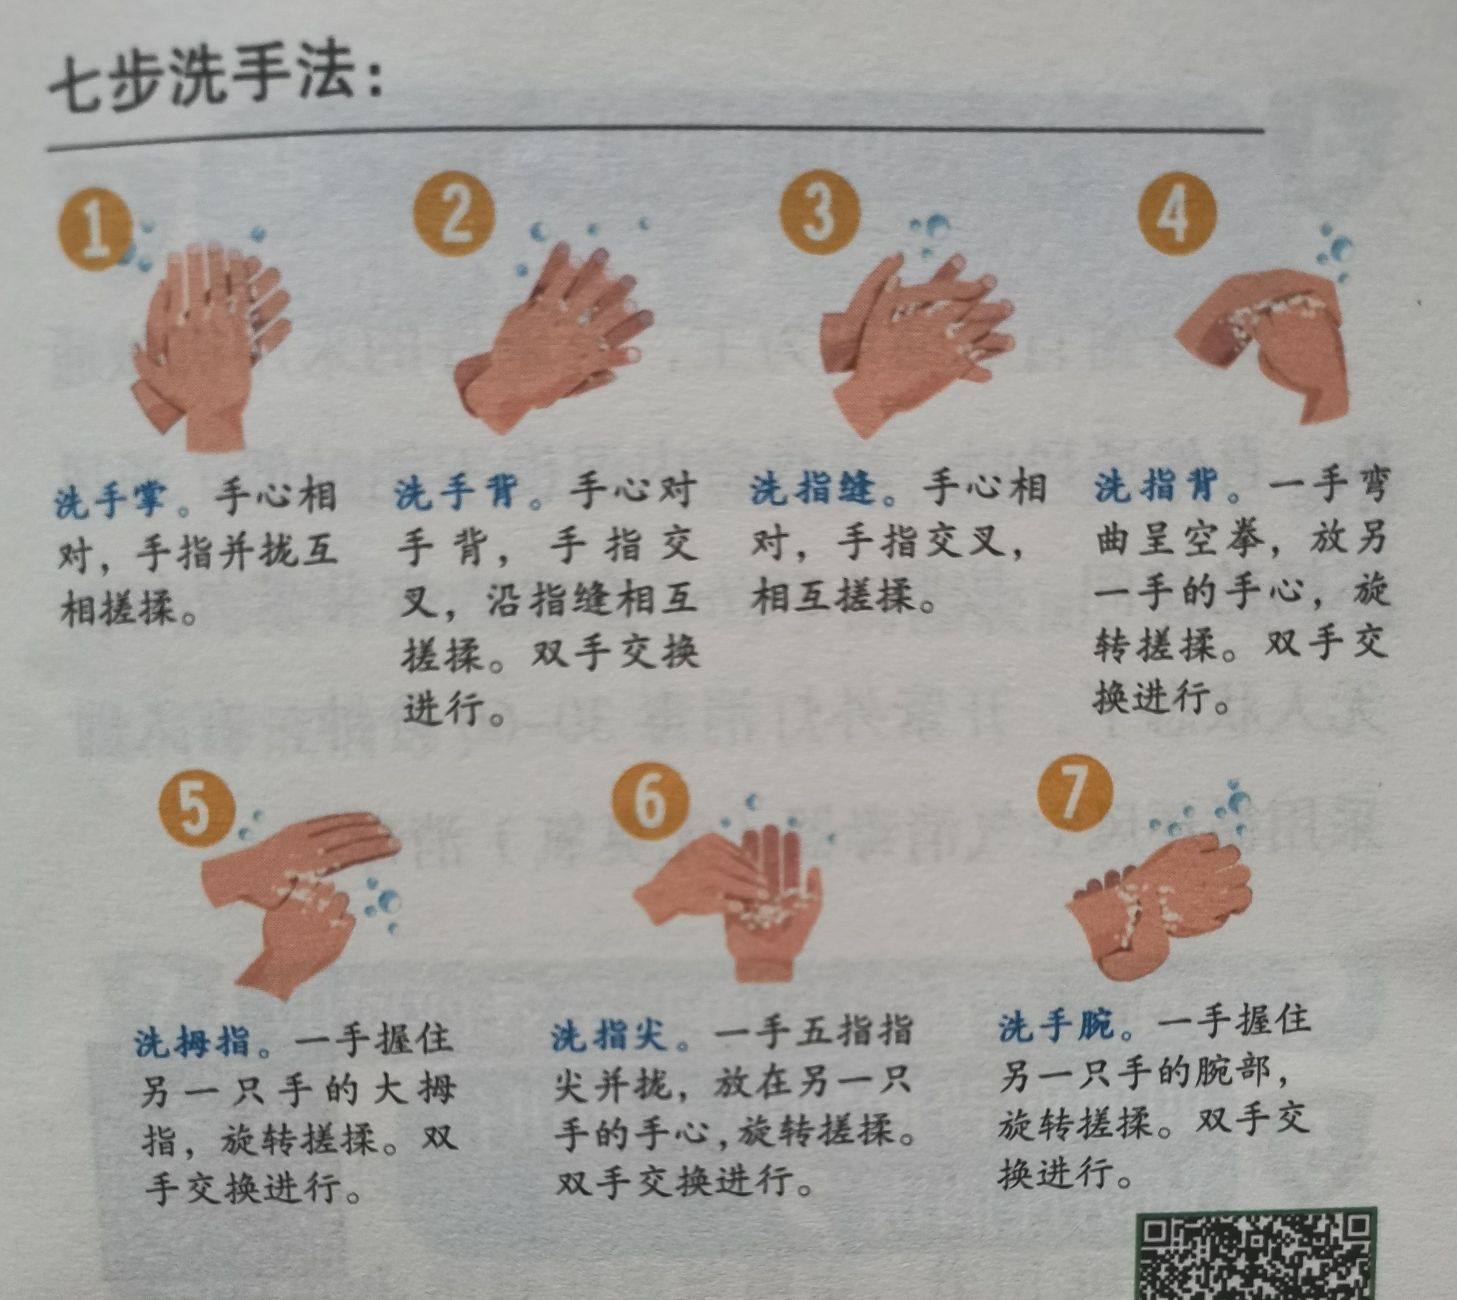 七步洗手法：
1
2
3
4
洗手掌。手心相
对，手指并拢互
相搓揉。
洗手背。手心对
手背，手指交
叉，沿指缝相互
搓揉。双手交换
进行。
洗指缝。手心相
对，手指交叉，
相互搓揉。
洗指背。一手弯
曲呈空拳，放另
一手的手心，旋
转搓揉。双手交
换进行。
5
6
7
洗拇指。一手握住
另一只手的大拇
指，旋转搓揉。双
手交换进行。
洗指尖。一手五指指
尖并拢，放在另一只
手的手心，旋转搓揉。
双手交换进行。
洗手腕。一手握住
另一只手的腕部，
旋转搓揉。双手交
换进行。